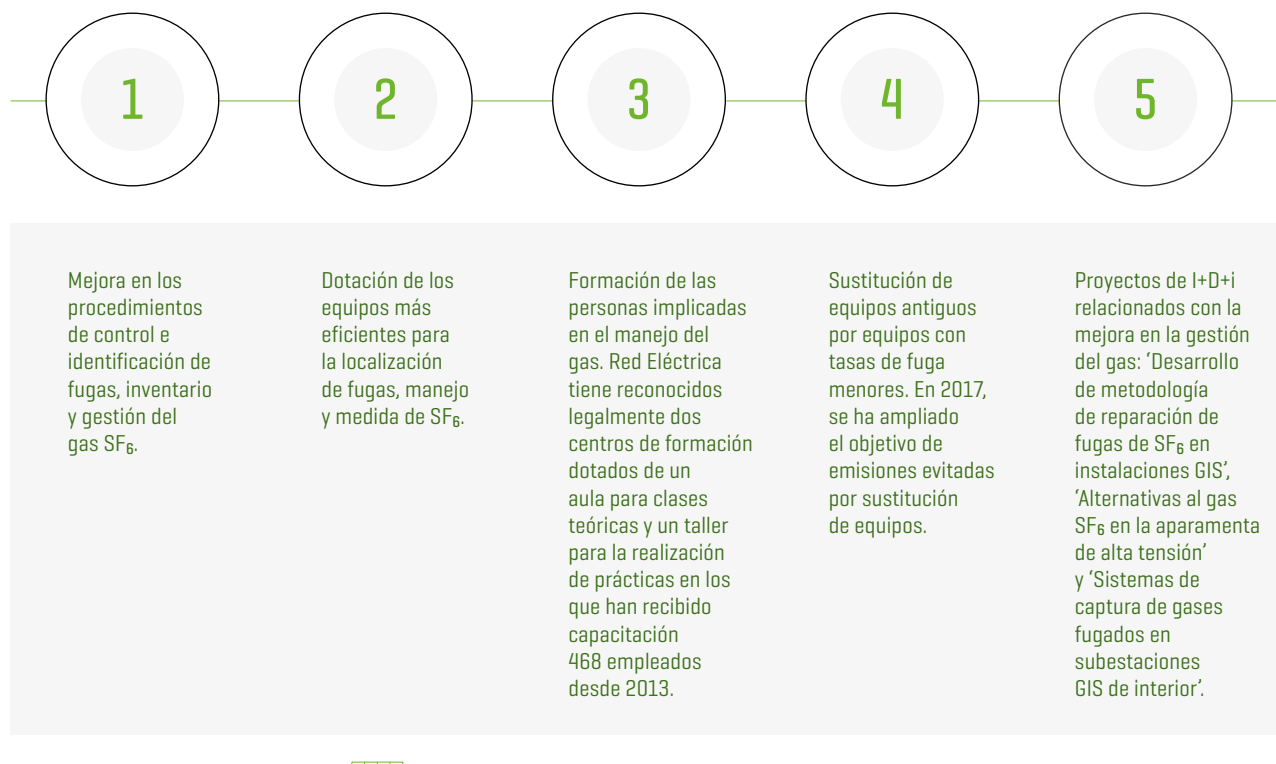 1
2
3
4
5
Mejora en los
procedimientos
de control e
identificación de
fugas, inventario
y gestión del
gas SF₆.
Dotación de los
equipos más
eficientes para
la localización
de fugas, manejo
y medida de SF₆.
Formación de las
personas implicadas
en el manejo del
gas. Red Eléctrica
tiene reconocidos
legalmente dos
centros de formación
dotados de un
aula para clases
teóricas y un taller
para la realización
de prácticas en los
que han recibido
capacitación
468 empleados
desde 2013.
Sustitución de
equipos antiguos
por equipos con
tasas de fuga
menores. En 2017,
se ha ampliado
el objetivo de
emisiones evitadas
por sustitución
de equipos.
Proyectos de I+D+i
relacionados con la
mejora en la gestión
del gas: ‘Desarrollo
de metodología
de reparación de
fugas de SF₆ en
instalaciones GIS’,
‘Alternativas al gas
SF₆ en la aparamenta
de alta tensión’
y ‘Sistemas de
captura de gases
fugados en
subestaciones
GIS de interior’.